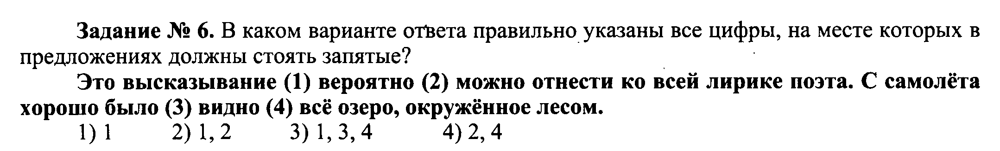 Задание № 6. В каком варианте ответа правильно указаны все цифры, на месте которых в
предложениях должны стоять запятые?
Это высказывание (1) вероятно (2) можно отнести ко всей лирике поэта. С самолёта
хорошо было (3) видно (4) всё озеро, окружённое лесом.
1) 1 2) 1, 2 3) 1, 3, 4 4) 2, 4